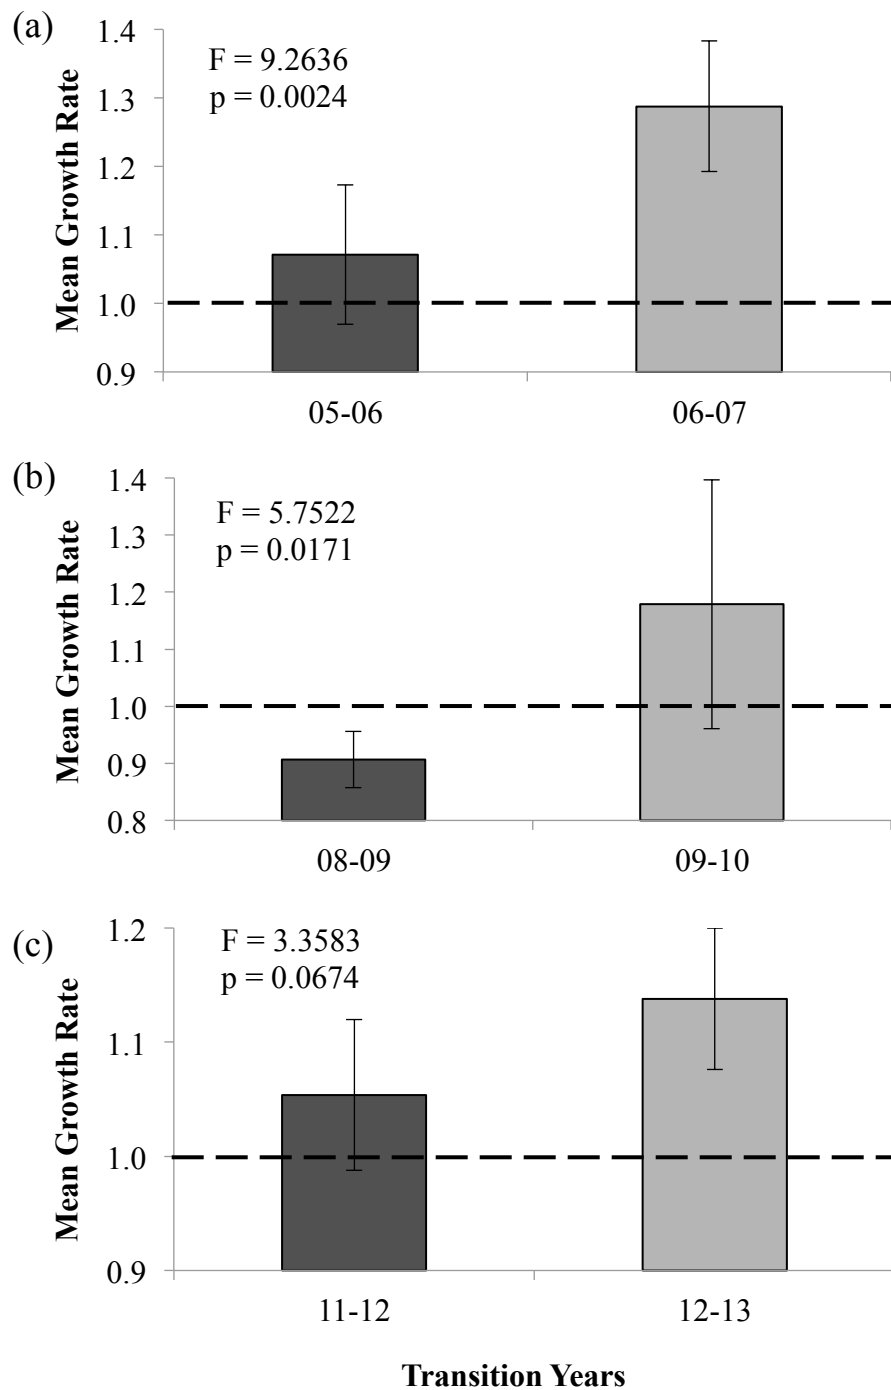 (a)
F = 9.2636
p = 0.0024
Mean Growth Rate
1.4
1.3
1.2
1.1
1.0
0.9
05-06
06-07
(b)
F = 5.7522
p = 0.0171
Mean Growth Rate
1.4
1.3
1.2
1.1
1.0
0.9
0.8
08-09
09-10
(c)
F = 3.3583
p = 0.0674
Mean Growth Rate
1.2
1.1
1.0
0.9
11-12
12-13
Transition Years